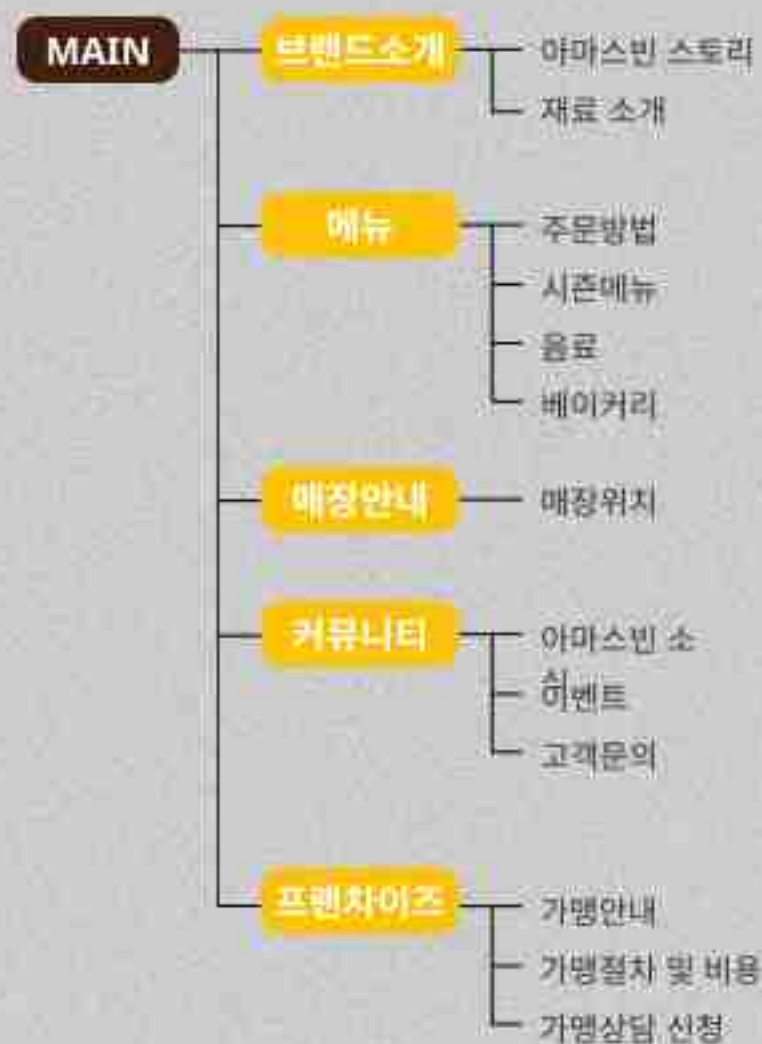 MAIN
브랜드소개
아마스빈 스토리
재료 소개
메뉴
주문방법
시즌메뉴
음료
베이커리
매장안내
매장위치
커뮤니티
아마스빈 소
식
이벤트
고객문의
프랜차이즈
가맹안내
가맹절차 및 비용
가맹상담 신청